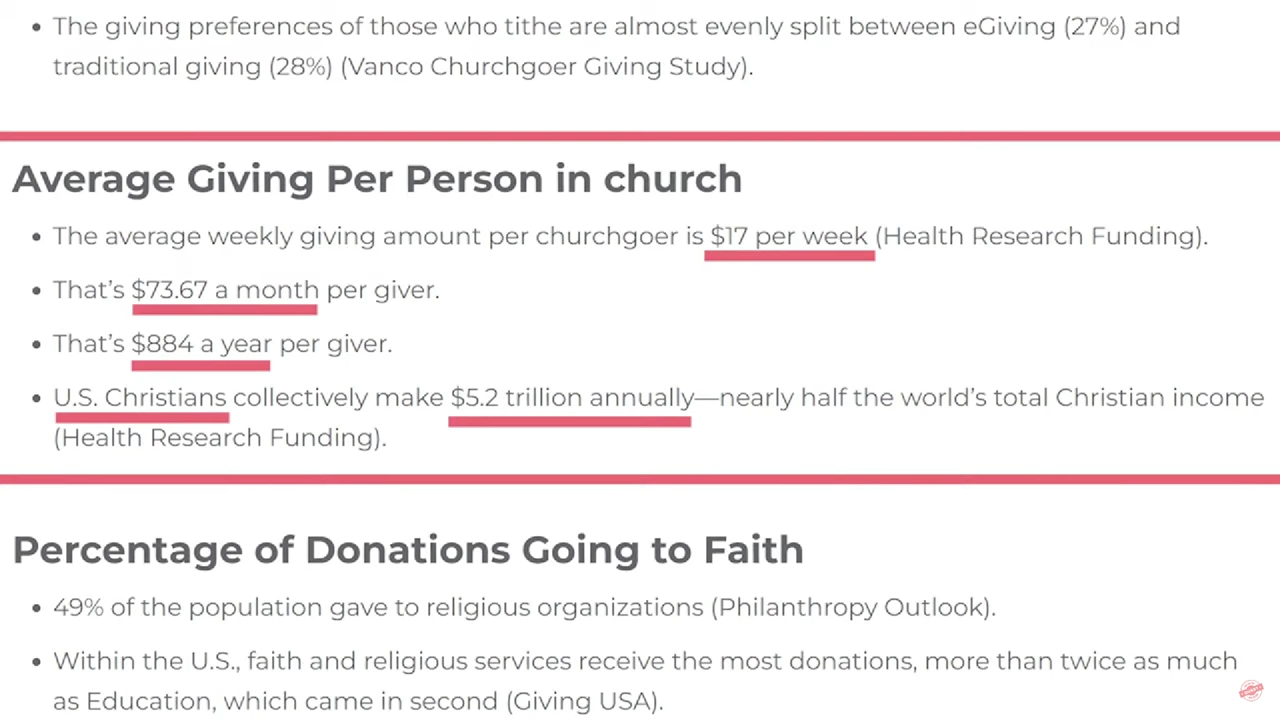 • The giving preferences of those who tithe are almost evenly split between eGiving (27%) and
traditional giving (28%) (Vanco Churchgoer Giving Study).
Average Giving Per Person in church
• The average weekly giving amount per churchgoer is $17 per week (Health Research Funding).
• That’s $73.67 a month per giver.
• That’s $884 a year per giver.
• U.S. Christians collectively make $5.2 trillion annually—nearly half the world’s total Christian income
(Health Research Funding).
Percentage of Donations Going to Faith
• 49% of the population gave to religious organizations (Philanthropy Outlook).
• Within the U.S., faith and religious services receive the most donations, more than twice as much
as Education, which came in second (Giving USA).